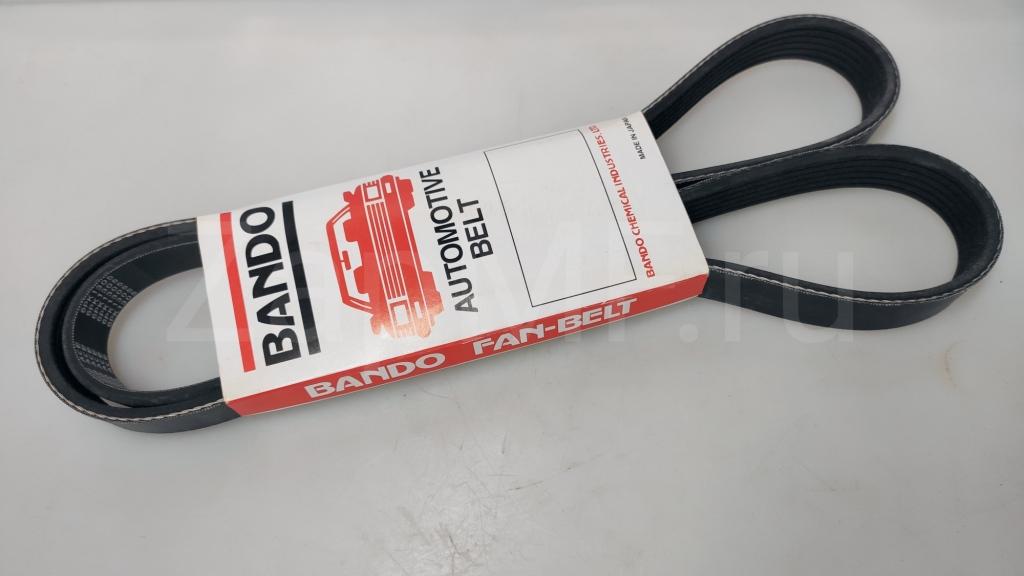 BANDO
AUTOMOTIVE
BELT
BANDO CHEMICAL INDUSTRIES, LTD.
MADE IN JAPAN
BANDO FAN-BELT